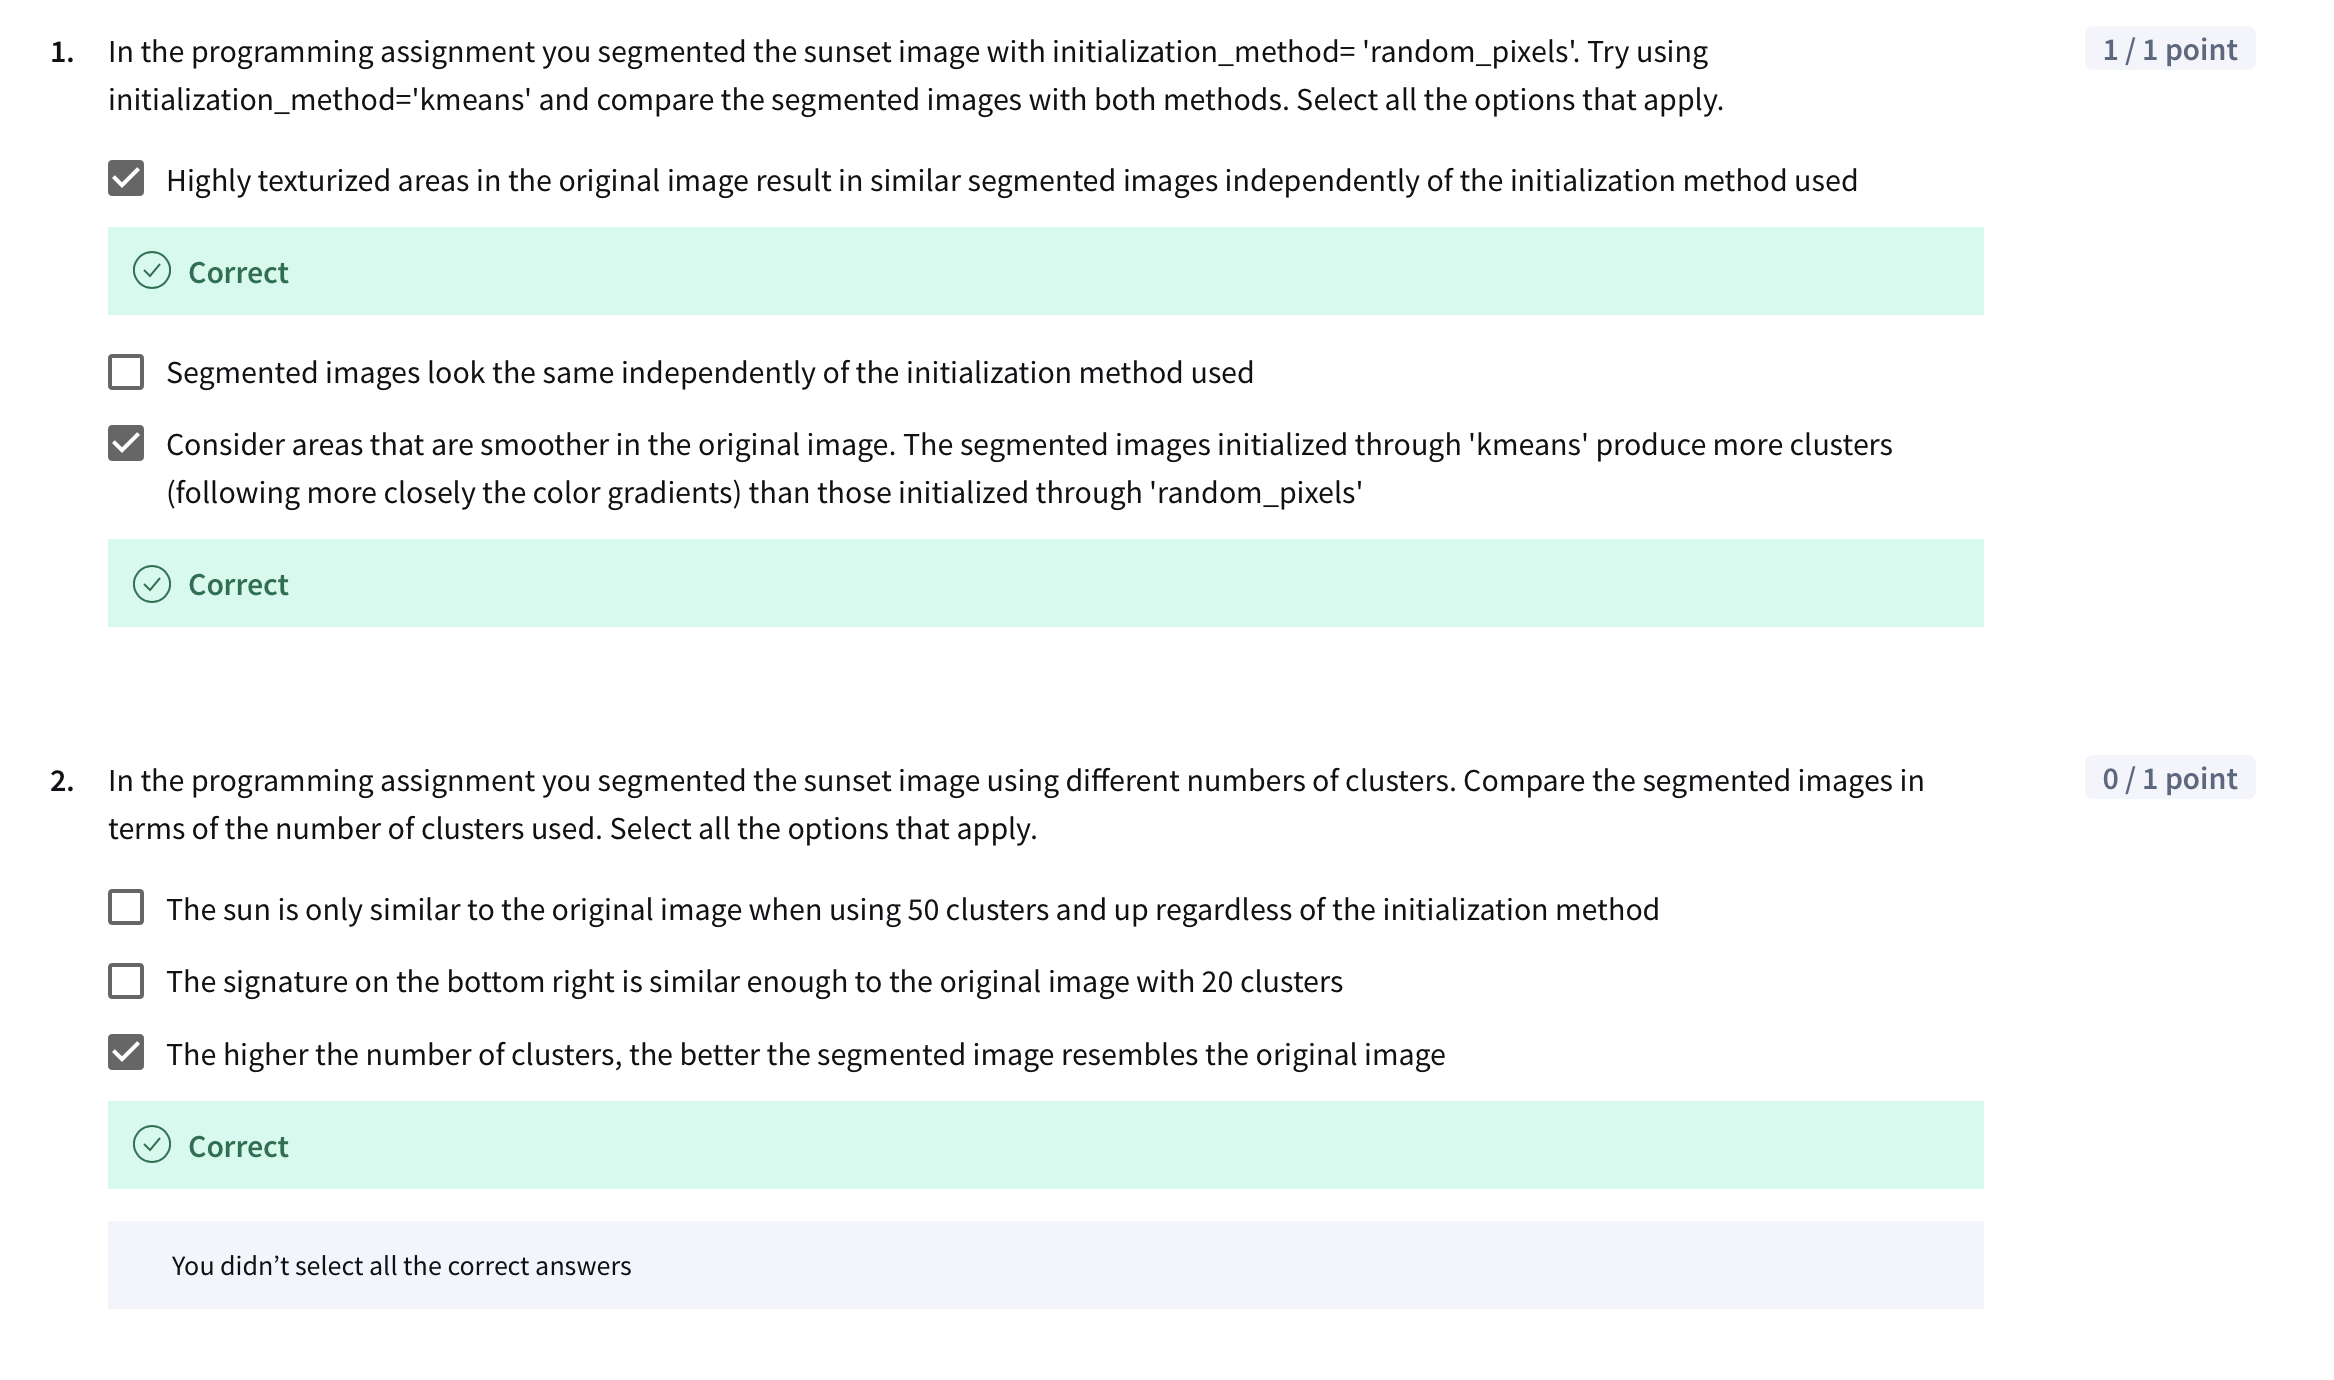 1. In the programming assignment you segmented the sunset image with initialization_method= 'random_pixels'. Try using
1 / 1 point
initialization_method='kmeans' and compare the segmented images with both methods. Select all the options that apply.
Highly texturized areas in the original image result in similar segmented images independently of the initialization method used
Correct
Segmented images look the same independently of the initialization method used
Consider areas that are smoother in the original image. The segmented images initialized through 'kmeans' produce more clusters
(following more closely the color gradients) than those initialized through 'random_pixels'
Correct
2. In the programming assignment you segmented the sunset image using different numbers of clusters. Compare the segmented images in
0 / 1 point
terms of the number of clusters used. Select all the options that apply.
The sun is only similar to the original image when using 50 clusters and up regardless of the initialization method
The signature on the bottom right is similar enough to the original image with 20 clusters
The higher the number of clusters, the better the segmented image resembles the original image
Correct
You didn’t select all the correct answers